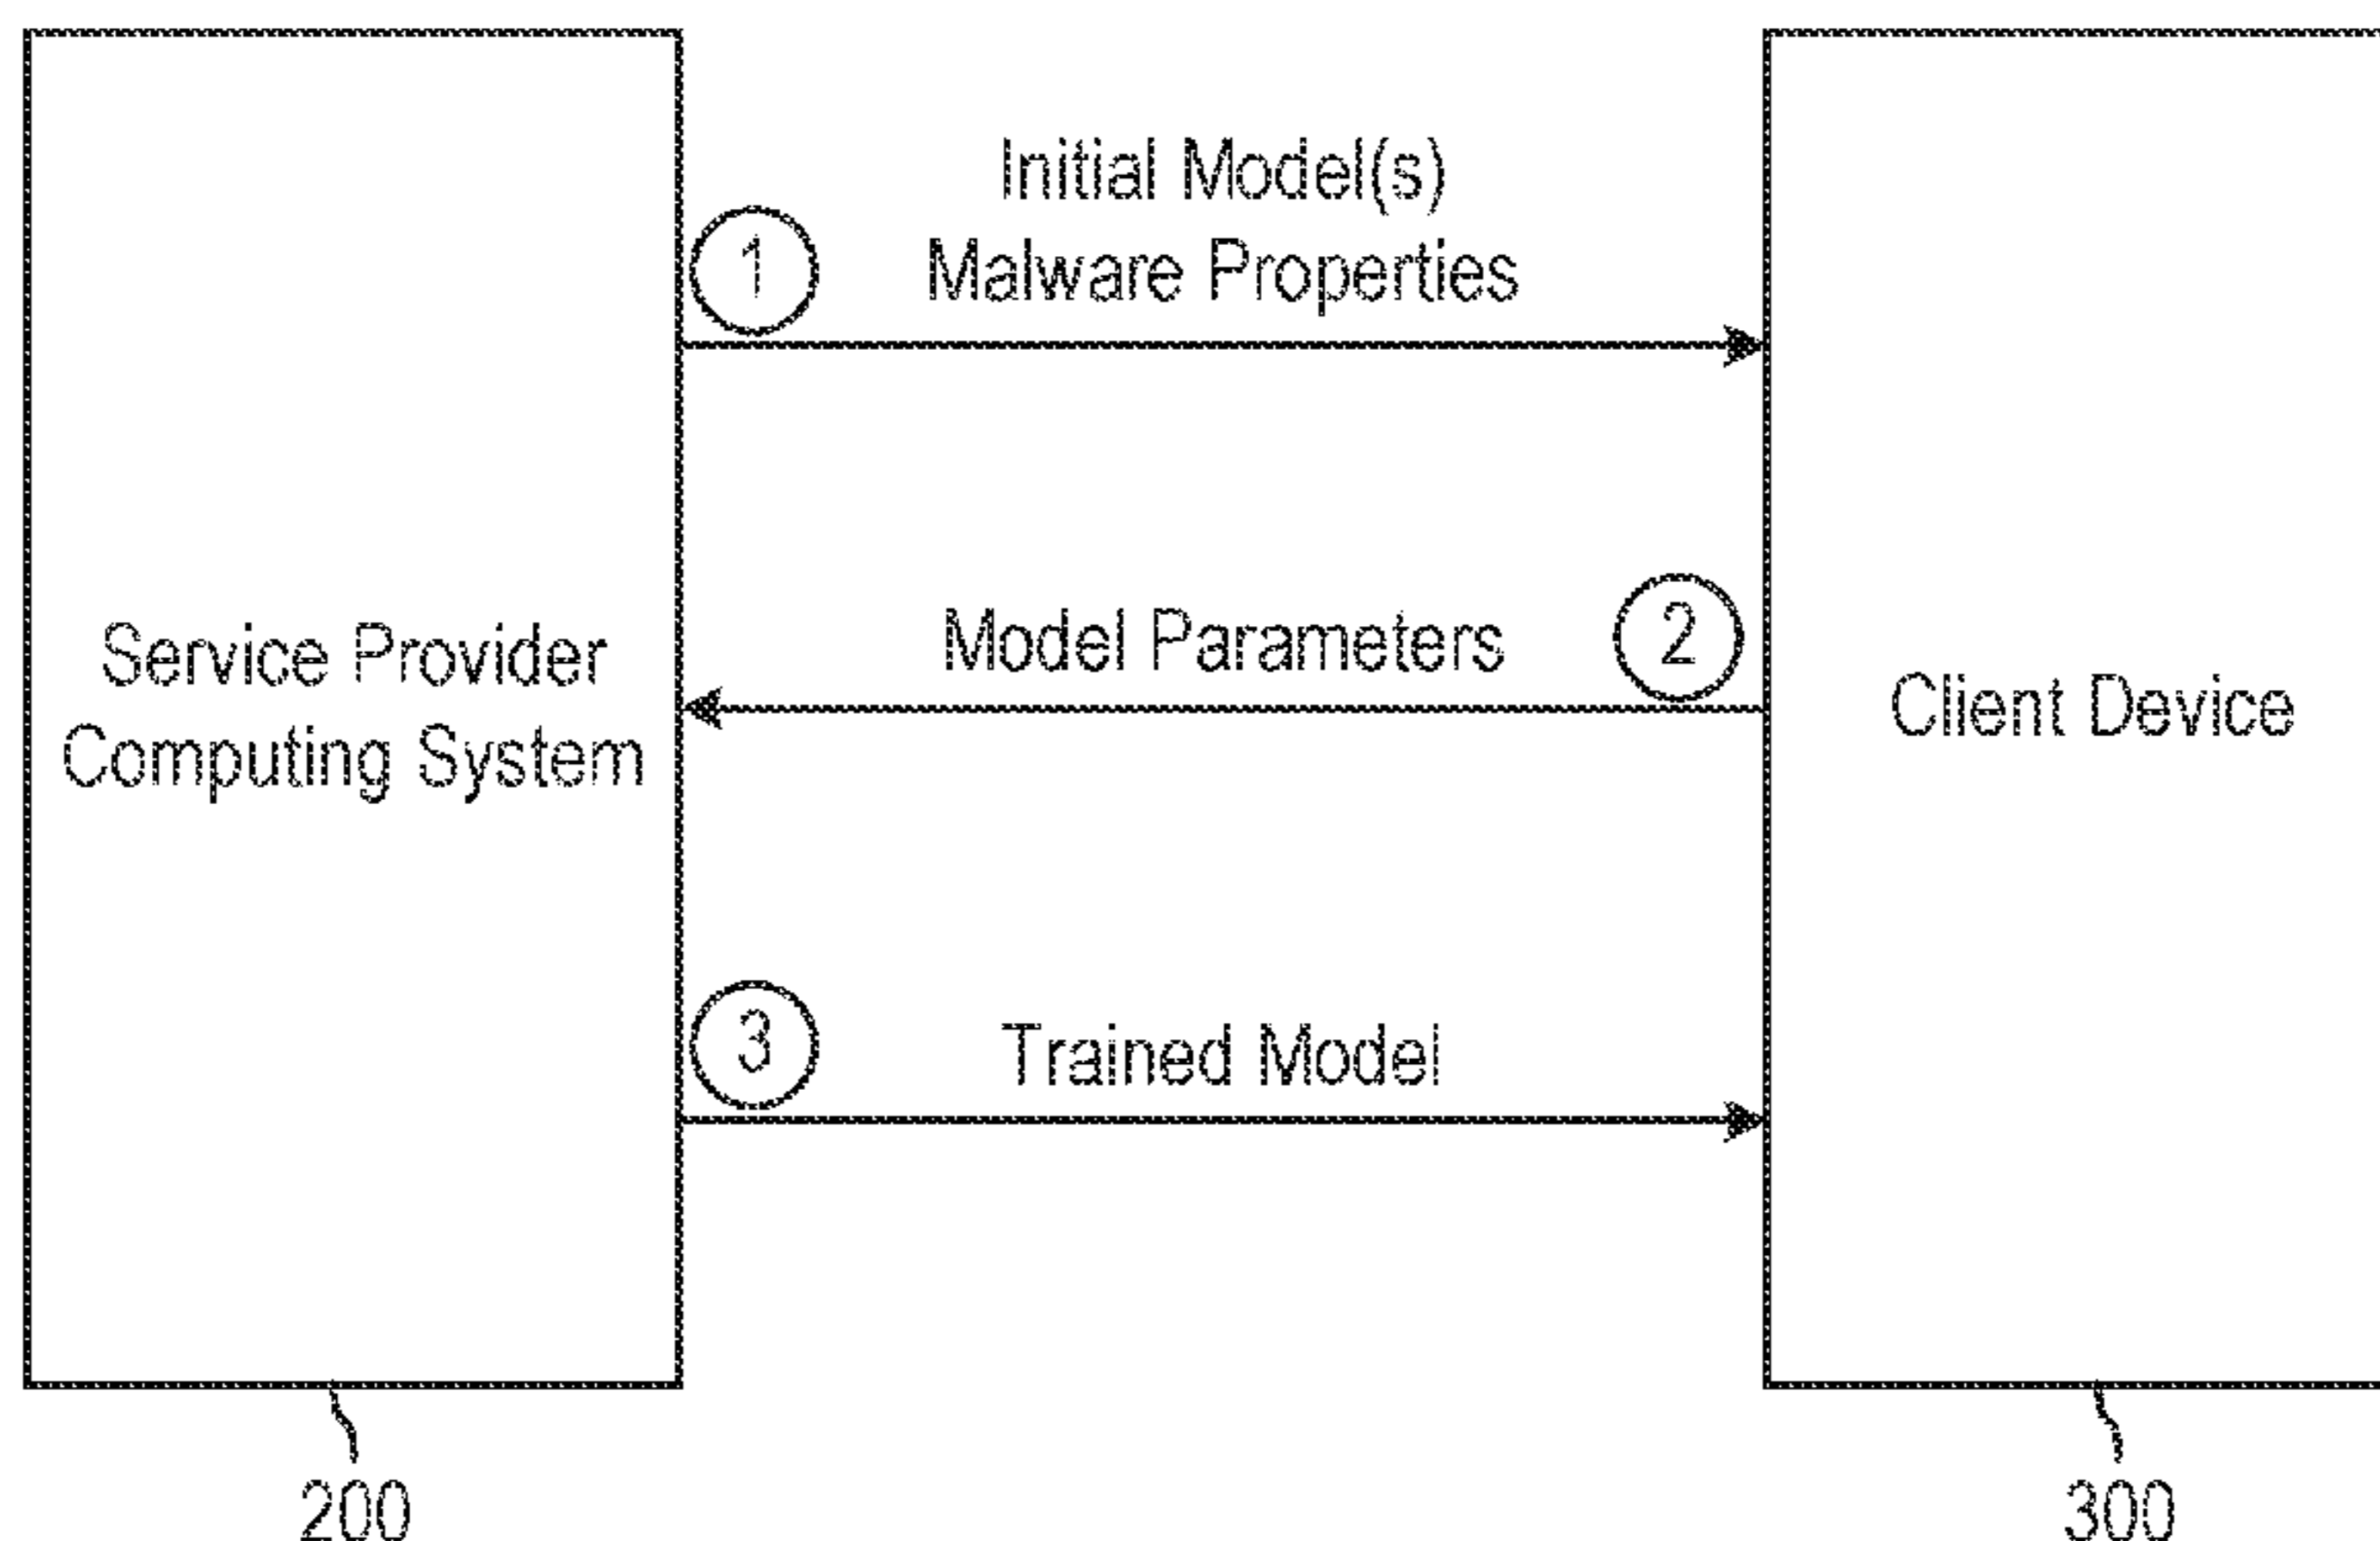 Initial Model(s)
1
Malware Properties
Service Provider
Computing System
Model Parameters
2
Client Device
3
Trained Model
200
300